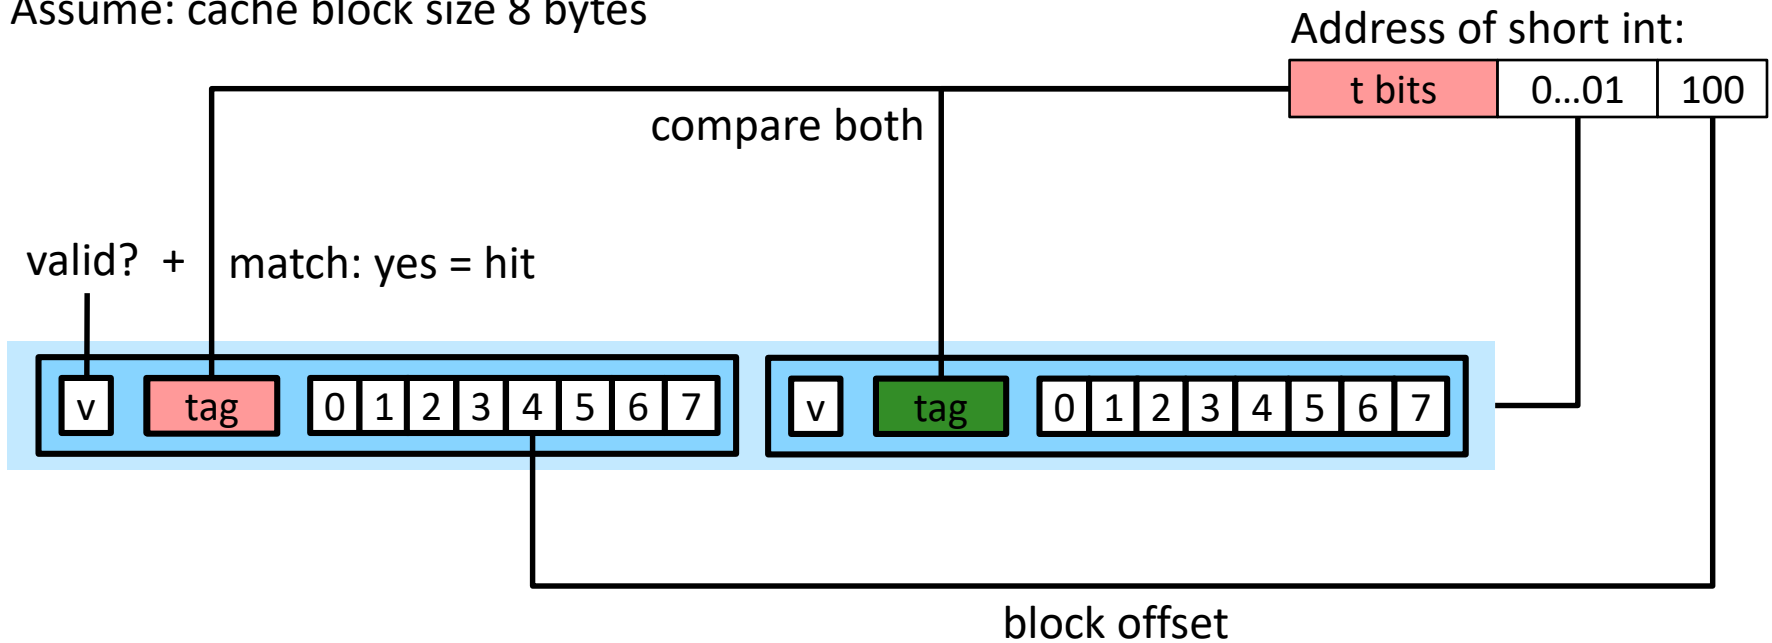 Assume: cache block size 8 bytes
Address of short int:
t bits 0...01 100
compare both
valid? + match: yes = hit
v tag 0 1 2 3 4 5 6 7 v tag 0 1 2 3 4 5 6 7
block offset